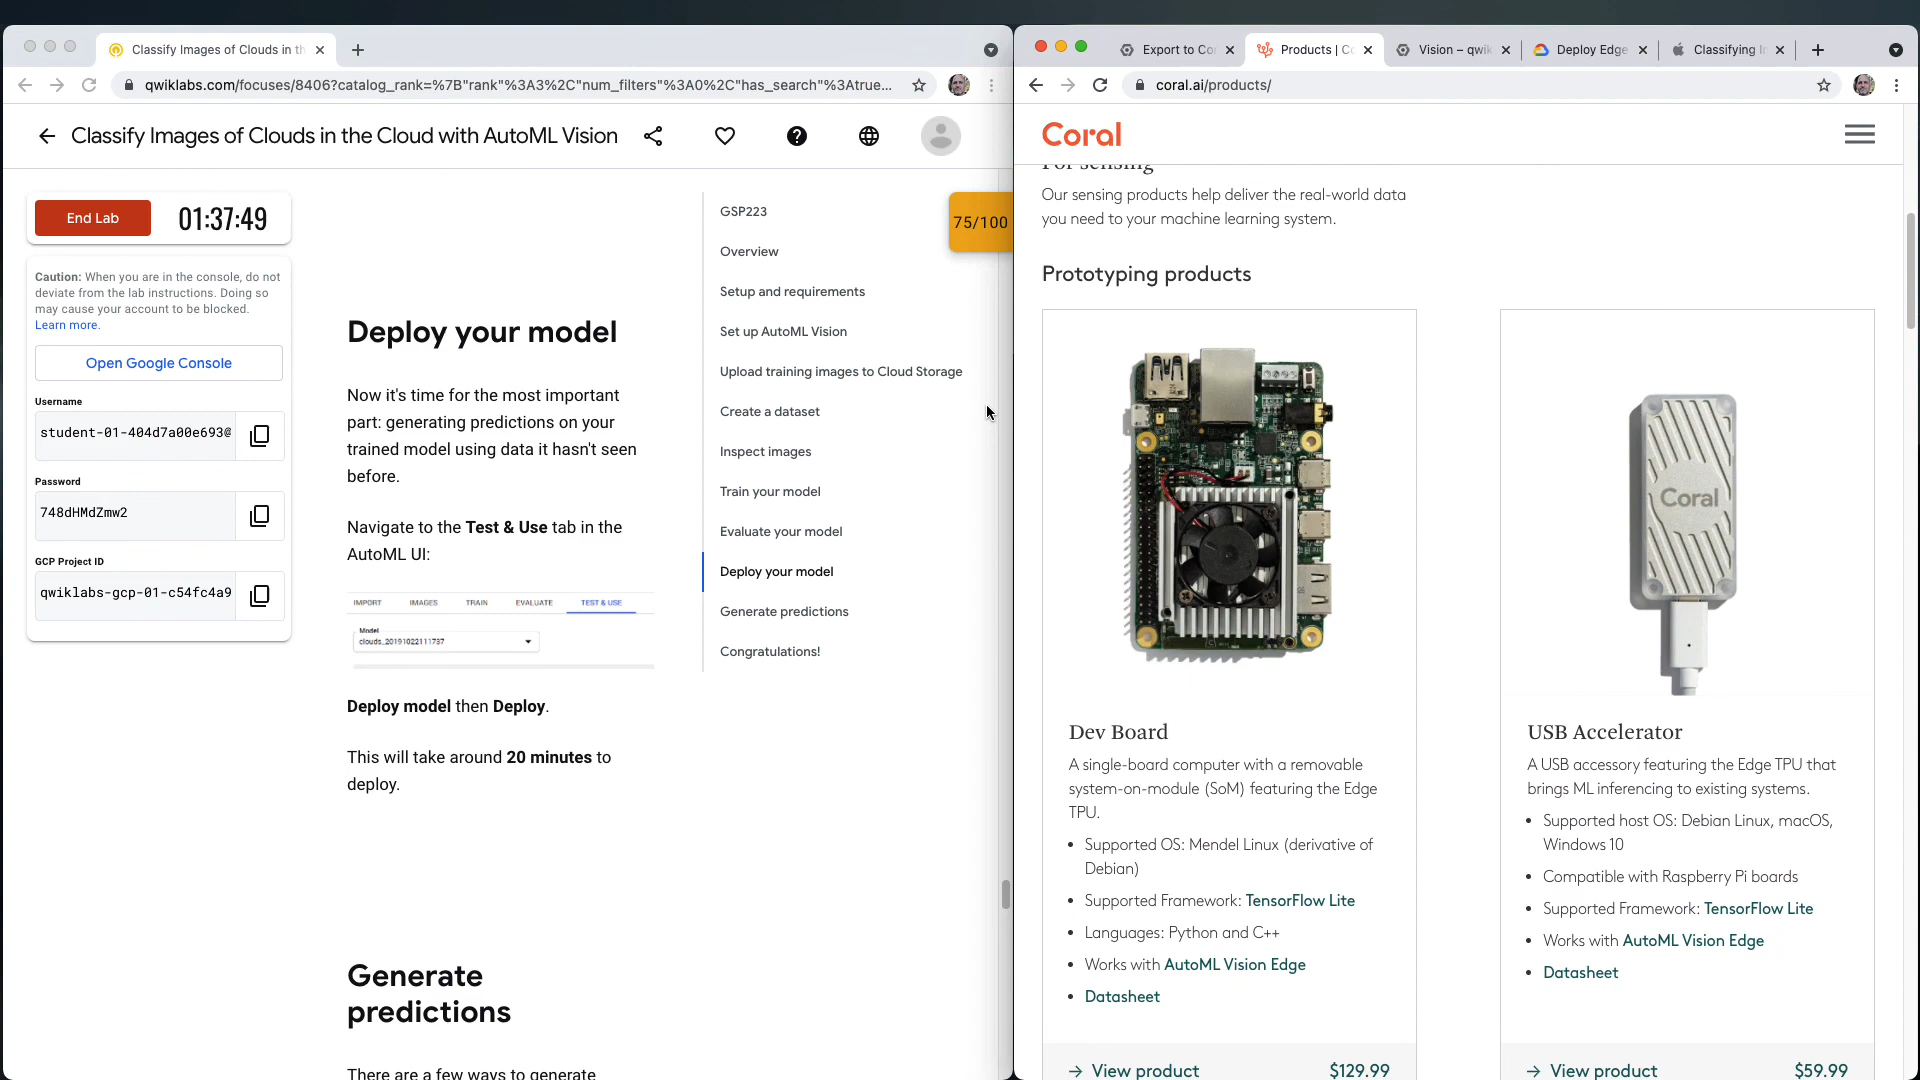 Classify Images of Clouds in th
qwiklabs.com/focuses/8406?catalog_rank=%7B"rank"%3A3%2C"num_filters"%3A0%2C"has_search"%3Atrue...
Classify Images of Clouds in the Cloud with AutoML Vision
End Lab
01:37:49
Caution: When you are in the console, do not
deviate from the lab instructions. Doing so
may cause your account to be blocked.
Learn more.
Open Google Console
Username
student-01-404d7a00e693@
Password
748dHMdZmw2
GCP Project ID
qwiklabs-gcp-01-c54fc4a9
Deploy your model
Now it's time for the most important
part: generating predictions on your
trained model using data it hasn't seen
before.
Navigate to the Test & Use tab in the
AutoML UI:
IMPORT IMAGES TRAIN EVALUATE TEST & USE
Model
clouds_20191022111737
Deploy model then Deploy.
This will take around 20 minutes to
deploy.
Generate
predictions
There are a few ways to generate
GSP223
Overview
Setup and requirements
Set up AutoML Vision
Upload training images to Cloud Storage
Create a dataset
Inspect images
Train your model
Evaluate your model
Deploy your model
Generate predictions
Congratulations!
75/100
Export to Co
Products | Co
Vision – qwik
Deploy Edge
Classifying I
coral.ai/products/
Coral
For sensing
Our sensing products help deliver the real-world data
you need to your machine learning system.
Prototyping products
Coral
Dev Board
A single-board computer with a removable
system-on-module (SoM) featuring the Edge
TPU.
Supported OS: Mendel Linux (derivative of
Debian)
Supported Framework: TensorFlow Lite
Languages: Python and C++
Works with AutoML Vision Edge
Datasheet
View product $129.99
USB Accelerator
A USB accessory featuring the Edge TPU that
brings ML inferencing to existing systems.
Supported host OS: Debian Linux, macOS,
Windows 10
Compatible with Raspberry Pi boards
Supported Framework: TensorFlow Lite
Works with AutoML Vision Edge
Datasheet
View product $59.99